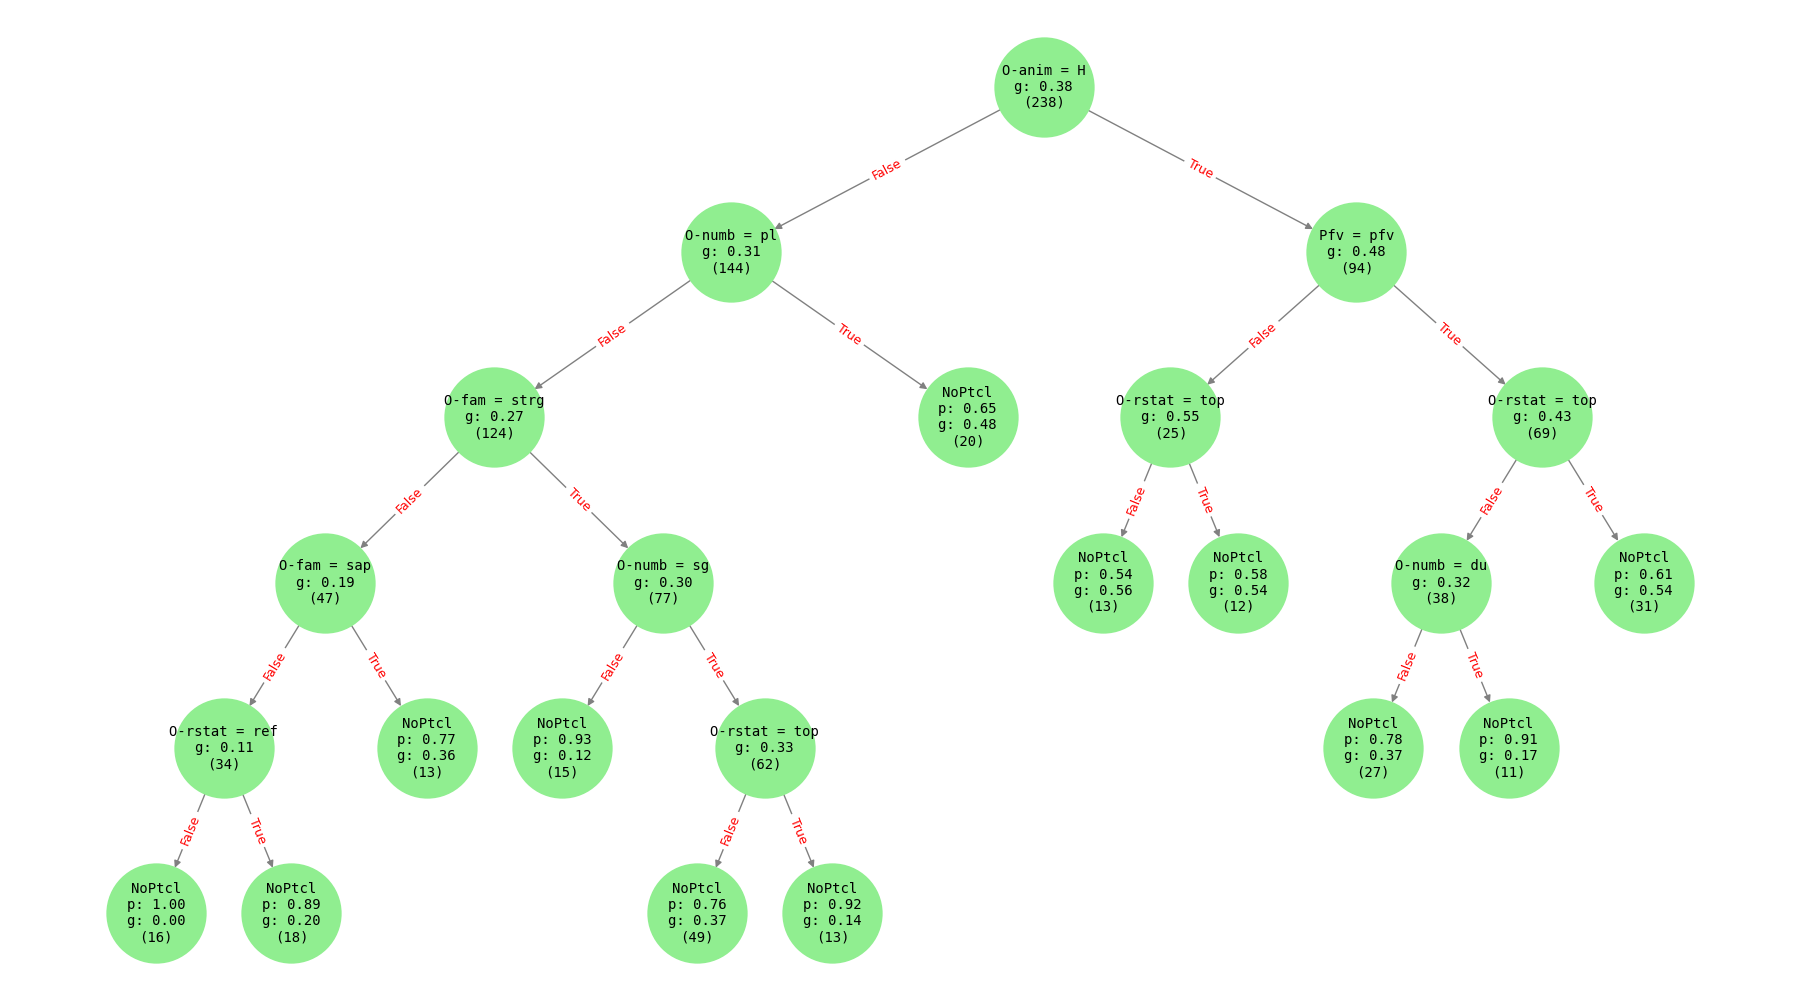 O-anim = H
g: 0.38
(238)
False
True
O-numb = pl
g: 0.31
(144)
Pfv = pfv
g: 0.48
(94)
False
True
False
True
O-fam = strg
g: 0.27
(124)
NoPtcl
p: 0.65
g: 0.48
(20)
O-rstat = top
g: 0.55
(25)
O-rstat = top
g: 0.43
(69)
False
True
False
True
False
True
O-fam = sap
g: 0.19
(47)
O-numb = sg
g: 0.30
(77)
NoPtcl
p: 0.54
g: 0.56
(13)
NoPtcl
p: 0.58
g: 0.54
(12)
O-numb = du
g: 0.32
(38)
NoPtcl
p: 0.61
g: 0.54
(31)
False
True
False
True
False
True
O-rstat = ref
g: 0.11
(34)
NoPtcl
p: 0.77
g: 0.36
(13)
NoPtcl
p: 0.93
g: 0.12
(15)
O-rstat = top
g: 0.33
(62)
NoPtcl
p: 0.78
g: 0.37
(27)
NoPtcl
p: 0.91
g: 0.17
(11)
False
True
False
True
NoPtcl
p: 1.00
g: 0.00
(16)
NoPtcl
p: 0.89
g: 0.20
(18)
NoPtcl
p: 0.76
g: 0.37
(49)
NoPtcl
p: 0.92
g: 0.14
(13)